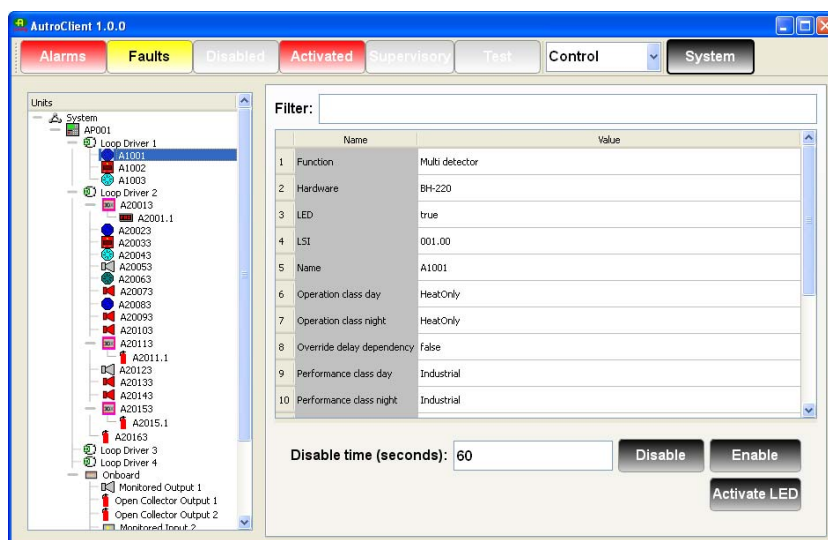 AutroClient 1.0.0
Alarms
Faults
Disabled
Activated
Supervisory
Test
Control
System
Units
System
AP001
Loop Driver 1
A1001
A1002
A1003
Loop Driver 2
A20013
A2001.1
A20023
A20033
A20043
A20053
A20063
A20073
A20083
A20093
A20103
A20113
A2011.1
A20123
A20133
A20143
A20153
A2015.1
A20163
Loop Driver 3
Loop Driver 4
Onboard
Monitored Output 1
Open Collector Output 1
Open Collector Output 2
Monitored Input 2
Filter:
Name Value
1 Function Multi detector
2 Hardware BH-220
3 LED true
4 LSI 001.00
5 Name A1001
6 Operation class day HeatOnly
7 Operation class night HeatOnly
8 Override delay dependency false
9 Performance class day Industrial
10 Performance class night Industrial
Disable time (seconds): 60
Disable
Enable
Activate LED